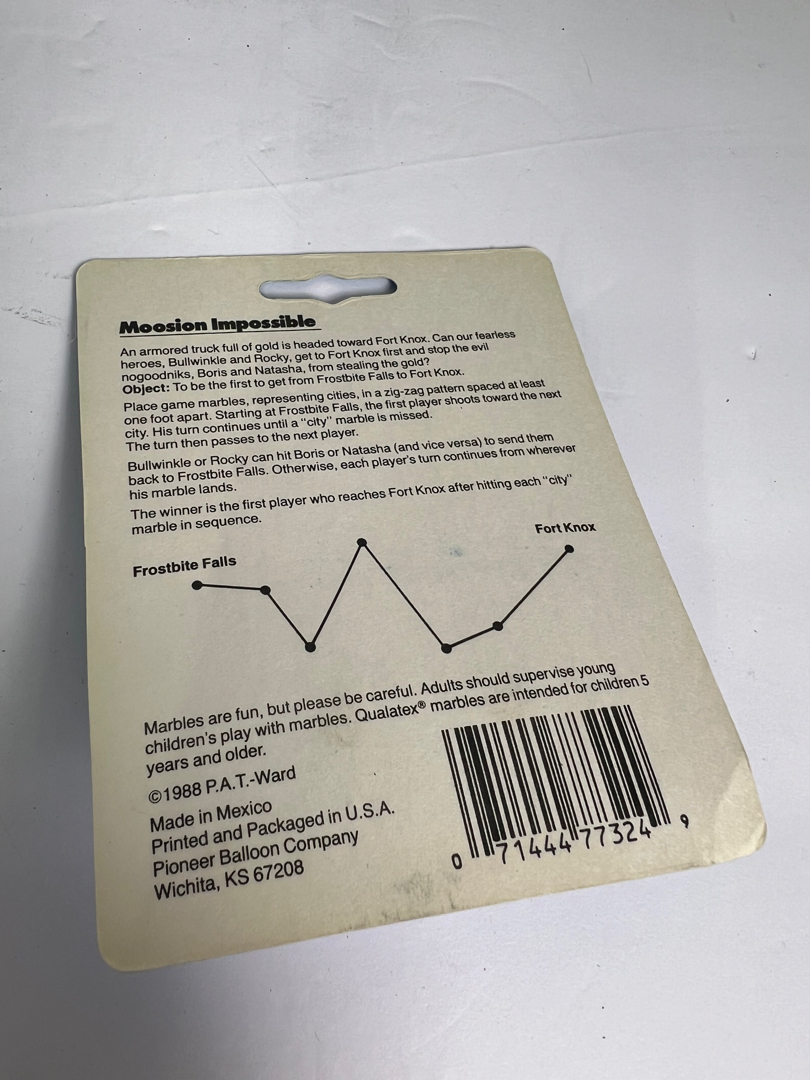 Moosion Impossible
An armored truck full of gold is headed toward Fort Knox. Can our fearless
heroes, Bullwinkle and Rocky, get to Fort Knox first and stop the evil
nogoodniks, Boris and Natasha, from stealing the gold?
Object: To be the first to get from Frostbite Falls to Fort Knox.
Place game marbles, representing cities, in a zig-zag pattern spaced at least
one foot apart. Starting at Frostbite Falls, the first player shoots toward the next
city. His turn continues until a "city" marble is missed.
The turn then passes to the next player.
Bullwinkle or Rocky can hit Boris or Natasha (and vice versa) to send them
back to Frostbite Falls. Otherwise, each player's turn continues from wherever
his marble lands.
The winner is the first player who reaches Fort Knox after hitting each "city"
marble in sequence.
Frostbite Falls
Fort Knox
Marbles are fun, but please be careful. Adults should supervise young
children's play with marbles. Qualatex® marbles are intended for children 5
years and older.
©1988 P.A.T.-Ward
Made in Mexico
Printed and Packaged in U.S.A.
Pioneer Balloon Company
Wichita, KS 67208
0 71444 77324 9